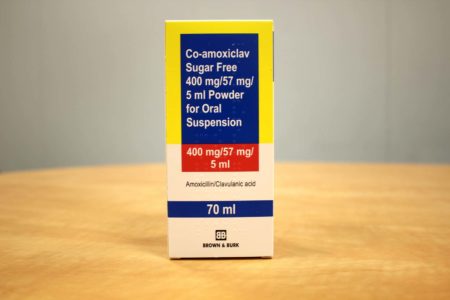 Co-amoxiclav
Sugar Free
400 mg/57 mg/
5 ml Powder
for Oral
Suspension
400 mg/57 mg/
5 ml
Amoxicillin/Clavulanic acid
70 ml
BB
BROWN & BURK